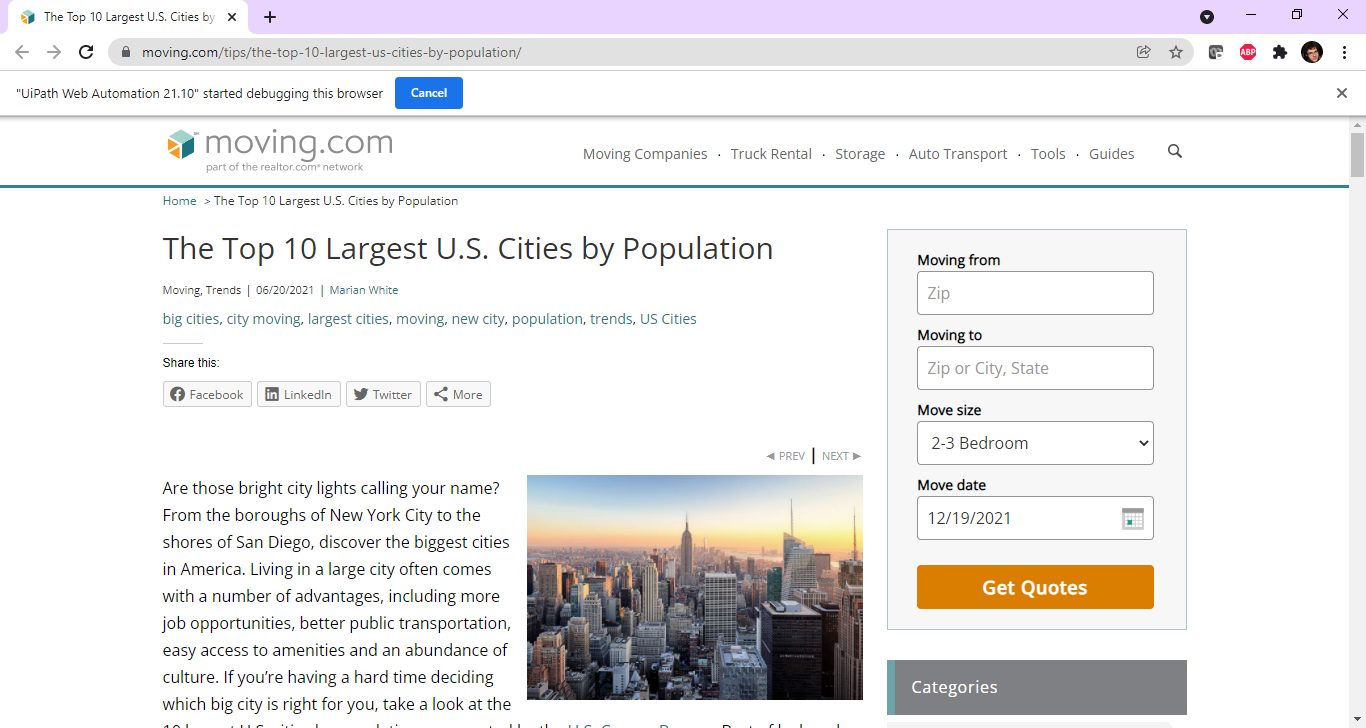 The Top 10 Largest U.S. Cities by
moving.com/tips/the-top-10-largest-us-cities-by-population/
ABP
"UiPath Web Automation 21.10" started debugging this browser
Cancel
moving.com
part of the realtor.com® network
Moving Companies · Truck Rental · Storage · Auto Transport · Tools · Guides
Home > The Top 10 Largest U.S. Cities by Population
The Top 10 Largest U.S. Cities by Population
Moving, Trends | 06/20/2021 | Marian White
big cities, city moving, largest cities, moving, new city, population, trends, US Cities
Share this:
Facebook
LinkedIn
Twitter
More
◀ PREV | NEXT ▶
Are those bright city lights calling your name?
From the boroughs of New York City to the
shores of San Diego, discover the biggest cities
in America. Living in a large city often comes
with a number of advantages, including more
job opportunities, better public transportation,
easy access to amenities and an abundance of
culture. If you’re having a hard time deciding
which big city is right for you, take a look at the
Moving from
Zip
Moving to
Zip or City, State
Move size
2-3 Bedroom
Move date
12/19/2021
Get Quotes
Categories